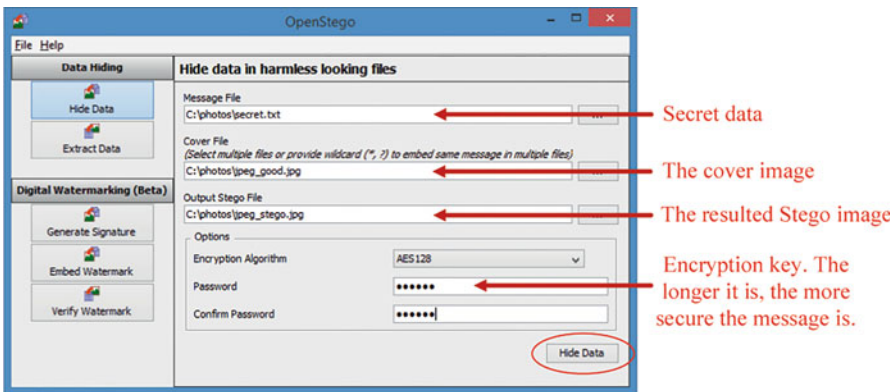 OpenStego
File Help
Data Hiding
Hide Data
Extract Data
Digital Watermarking (Beta)
Generate Signature
Embed Watermark
Verify Watermark
Hide data in harmless looking files
Message File
C:\photos\secret.txt
...
Cover File
(Select multiple files or provide wildcard (*, ?) to embed same message in multiple files)
C:\photos\jpeg_good.jpg
...
Output Stego File
C:\photos\jpeg_stego.jpg
...
Options
Encryption Algorithm
AES128
Password
••••••
Confirm Password
••••••
Hide Data
Secret data
The cover image
The resulted Stego image
Encryption key. The
longer it is, the more
secure the message is.